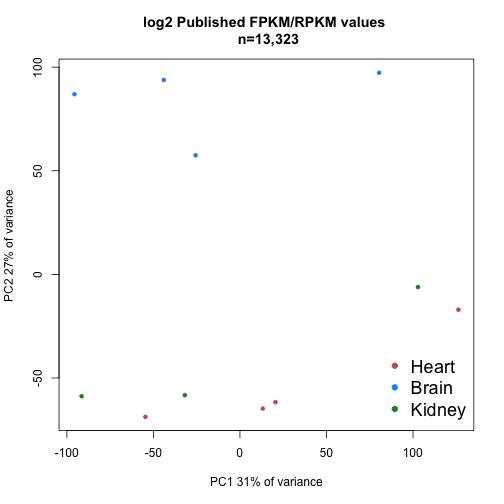 log2 Published FPKM/RPKM values
n=13,323
100
50
0
-50
PC2 27% of variance
Heart
Brain
Kidney
-100
-50
0
50
100
PC1 31% of variance